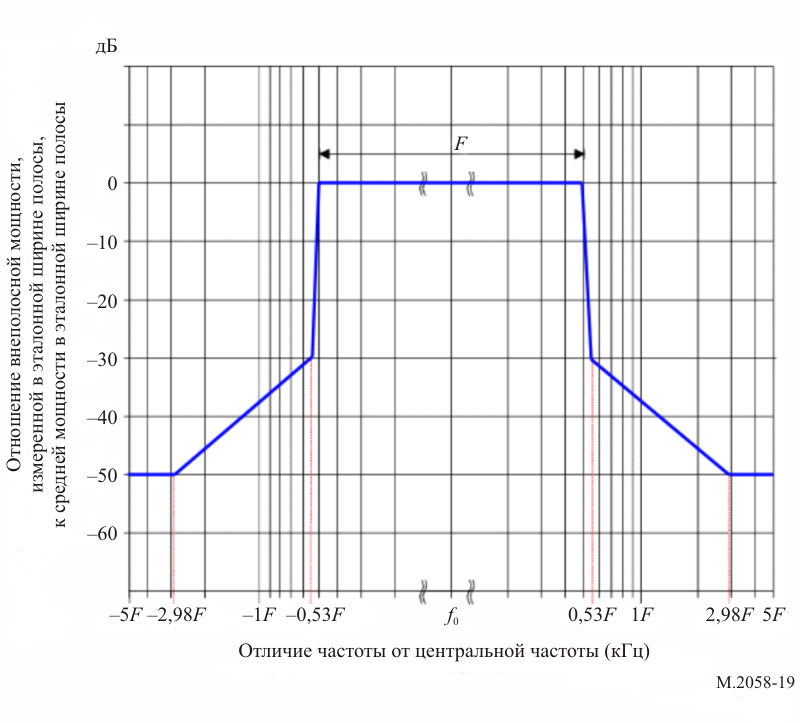 дБ
Отношение внеполосной мощности,
измеренной в эталонной ширине полосы,
к средней мощности в эталонной ширине полосы
F
0
–10
–20
–30
–40
–50
–60
–5F –2,98F –1F –0,53F f₀ 0,53F 1F 2,98F 5F
Отличие частоты от центральной частоты (кГц)
M.2058-19